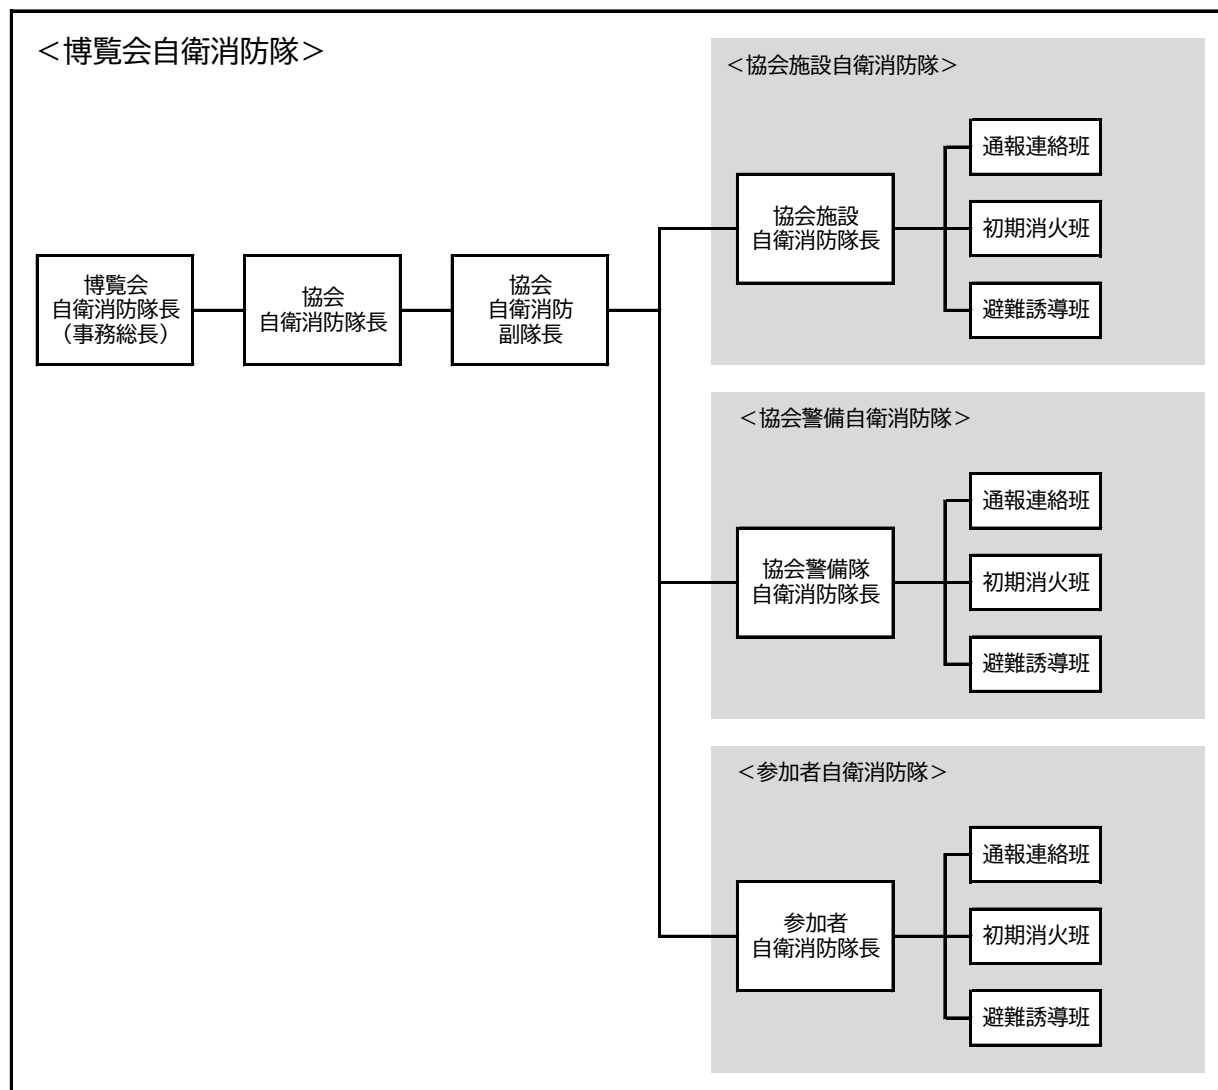 ＜博覧会自衛消防隊＞
博覧会
自衛消防隊長
（事務総長）
協会
自衛消防隊長
協会
自衛消防
副隊長
＜協会施設自衛消防隊＞
協会施設
自衛消防隊長
通報連絡班
初期消火班
避難誘導班
＜協会警備自衛消防隊＞
協会警備隊
自衛消防隊長
通報連絡班
初期消火班
避難誘導班
＜参加者自衛消防隊＞
参加者
自衛消防隊長
通報連絡班
初期消火班
避難誘導班